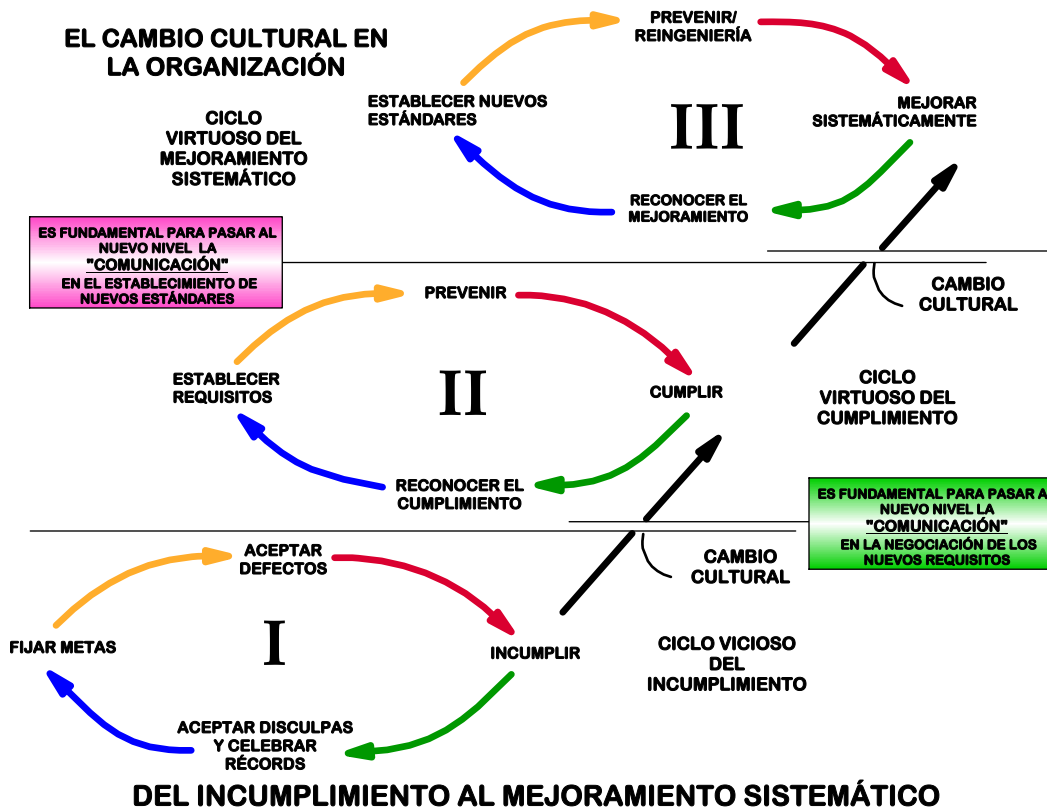 EL CAMBIO CULTURAL EN
LA ORGANIZACIÓN
CICLO
VIRTUOSO DEL
MEJORAMIENTO
SISTEMÁTICO
PREVENIR/
REINGENIERÍA
ESTABLECER NUEVOS
ESTÁNDARES
III
MEJORAR
SISTEMÁTICAMENTE
RECONOCER EL
MEJORAMIENTO
ES FUNDAMENTAL PARA PASAR AL
NUEVO NIVEL LA
"COMUNICACIÓN"
EN EL ESTABLECIMIENTO DE
NUEVOS ESTÁNDARES
CAMBIO
CULTURAL
PREVENIR
ESTABLECER
REQUISITOS
II
CUMPLIR
CICLO
VIRTUOSO DEL
CUMPLIMIENTO
RECONOCER EL
CUMPLIMIENTO
ES FUNDAMENTAL PARA PASAR A
NUEVO NIVEL LA
"COMUNICACIÓN"
EN LA NEGOCIACIÓN DE LOS
NUEVOS REQUISITOS
ACEPTAR
DEFECTOS
CAMBIO
CULTURAL
FIJAR METAS
I
INCUMPLIR
CICLO VICIOSO
DEL
INCUMPLIMIENTO
ACEPTAR DISCULPAS
Y CELEBRAR
RÉCORDS
DEL INCUMPLIMIENTO AL MEJORAMIENTO SISTEMÁTICO